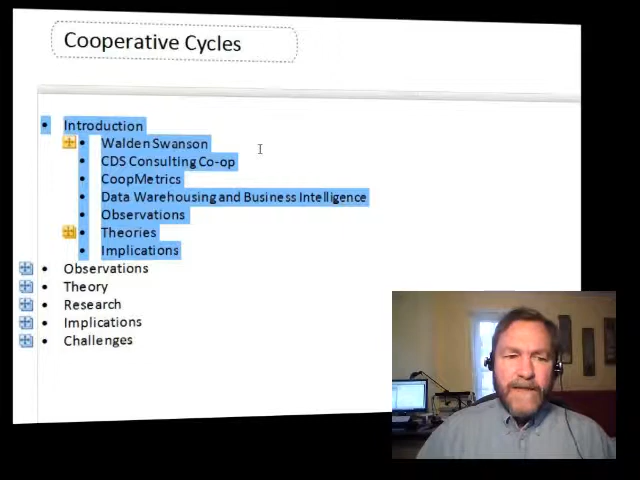 Cooperative Cycles
• Introduction
• Walden Swanson
• CDS Consulting Co-op
• CoopMetrics
• Data Warehousing and Business Intelligence
• Observations
• Theories
• Implications
• Observations
• Theory
• Research
• Implications
• Challenges